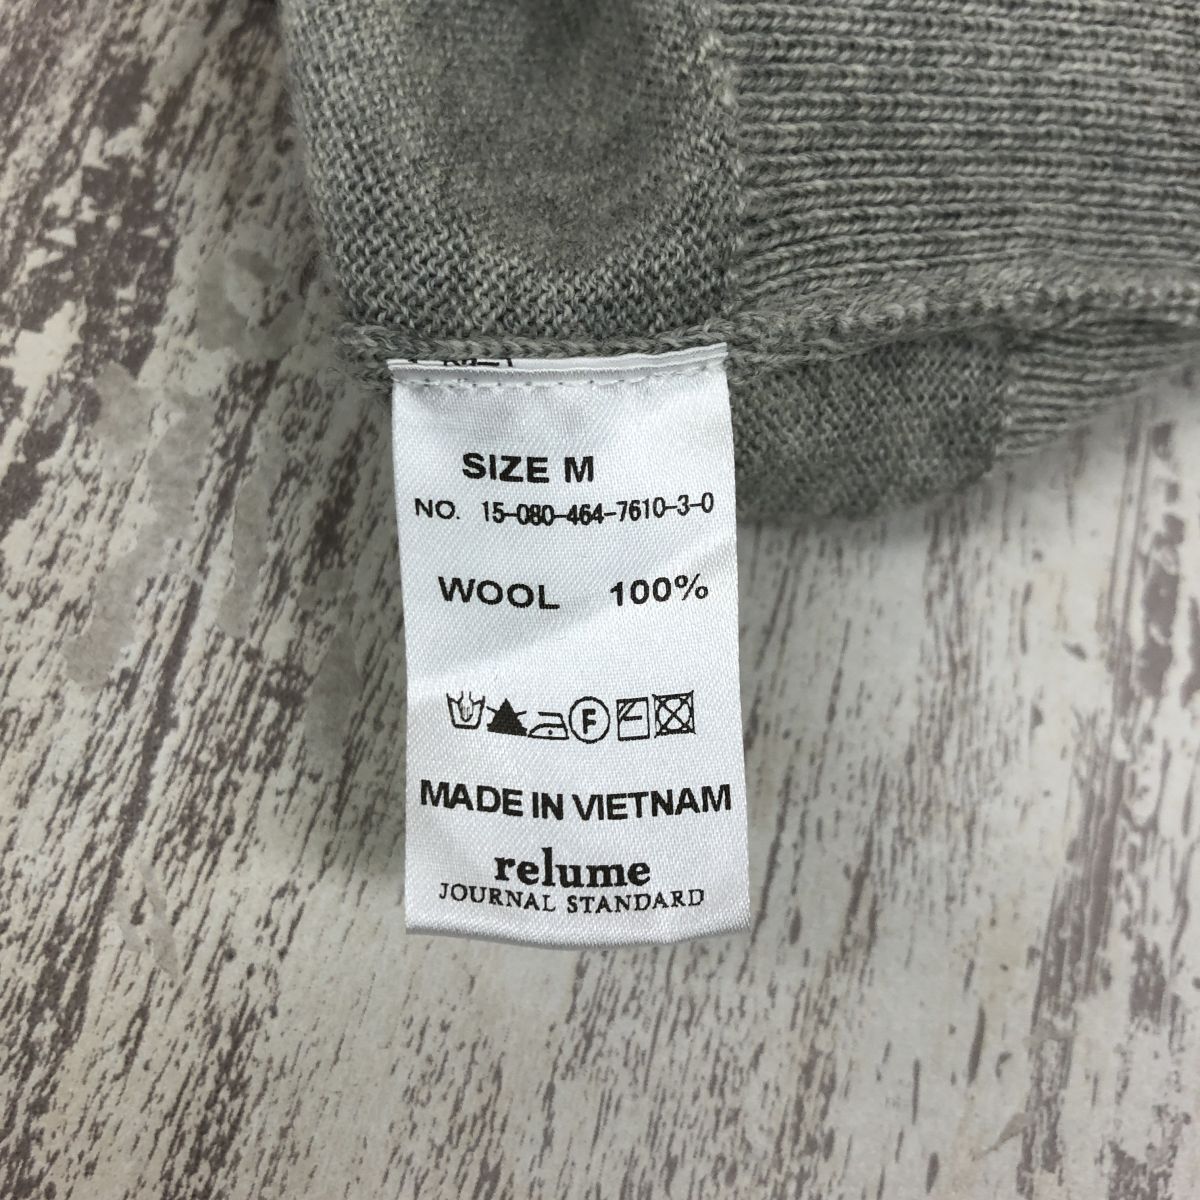 SIZE M
NO. 15-080-464-7610-3-0
WOOL 100%
F
MADE IN VIETNAM
relume
JOURNAL STANDARD